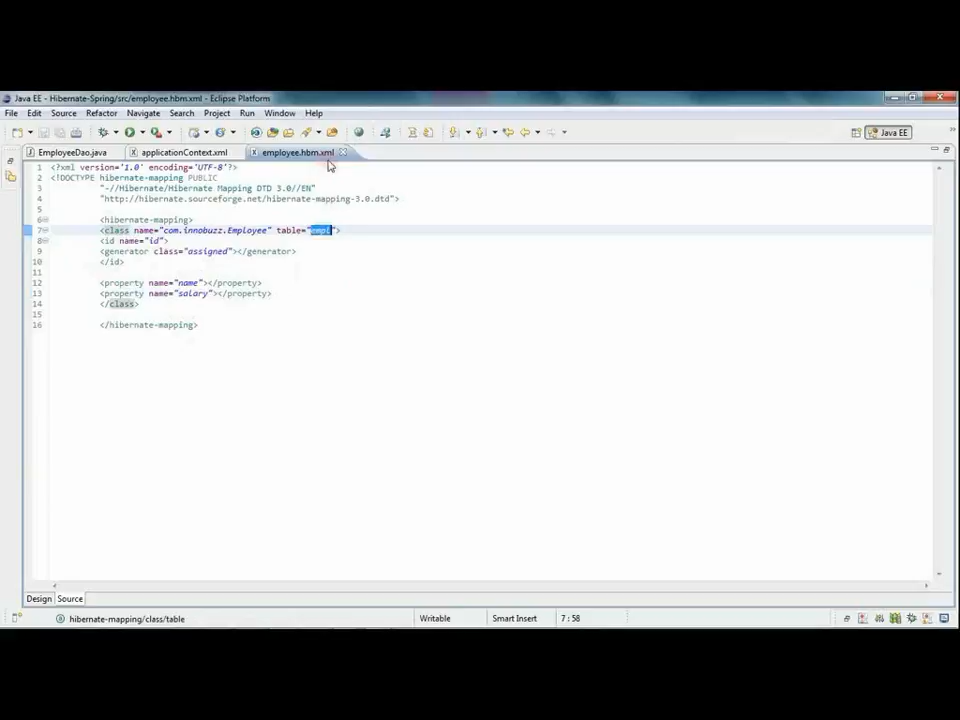 Java EE - Hibernate-Spring/src/employee.hbm.xml - Eclipse Platform
File Edit Source Refactor Navigate Search Project Run Window Help
Java EE
EmployeeDao.java applicationContext.xml employee.hbm.xml
1 <?xml version='1.0' encoding='UTF-8'?>
2 <!DOCTYPE hibernate-mapping PUBLIC
3 "-//Hibernate/Hibernate Mapping DTD 3.0//EN"
4 "http://hibernate.sourceforge.net/hibernate-mapping-3.0.dtd">
5
6 <hibernate-mapping>
7 <class name="com.innobuzz.Employee" table="empl">
8 <id name="id">
9 <generator class="assigned"></generator>
10 </id>
11
12 <property name="name"></property>
13 <property name="salary"></property>
14 </class>
15
16 </hibernate-mapping>
Design Source
hibernate-mapping/class/table Writable Smart Insert 7 : 58